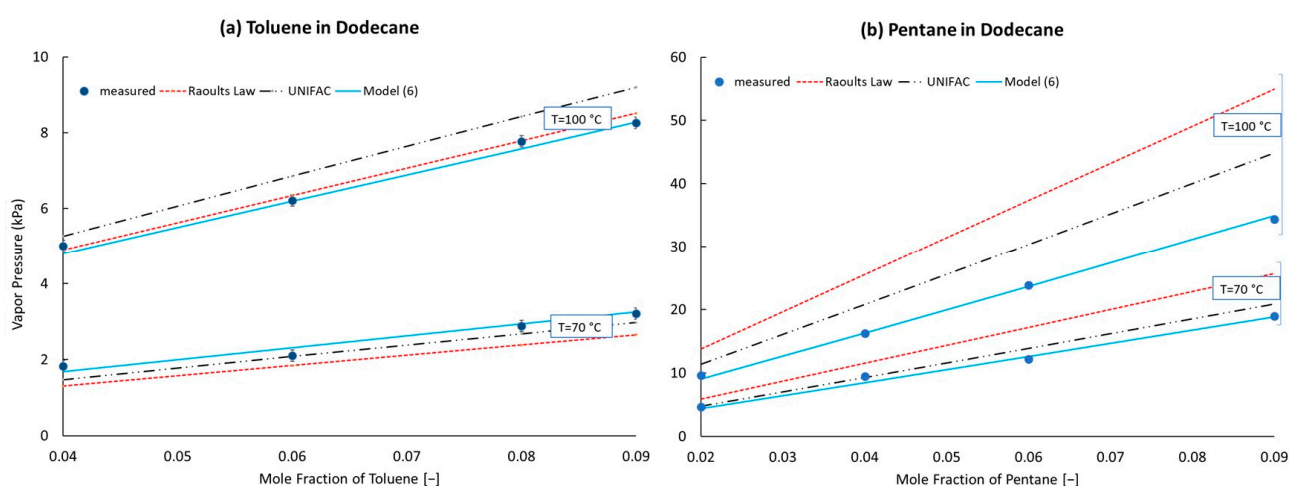 (a) Toluene in Dodecane
10
8
6
4
2
0
Vapor Pressure (kPa)
measured Raoults Law UNIFAC Model (6)
T=100 °C
T=70 °C
0.04 0.05 0.06 0.07 0.08 0.09
Mole Fraction of Toluene [−]
(b) Pentane in Dodecane
60
50
40
30
20
10
0
measured Raoults Law UNIFAC Model (6)
T=100 °C
T=70 °C
0.02 0.03 0.04 0.05 0.06 0.07 0.08 0.09
Mole Fraction of Pentane [−]